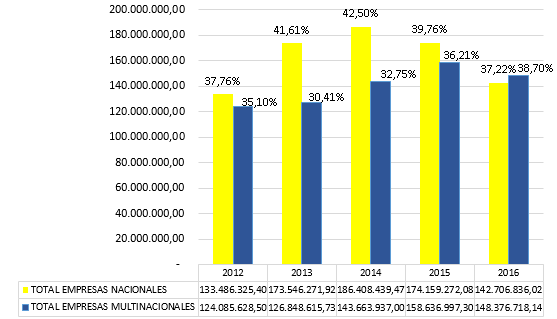 200.000.000,00
180.000.000,00
160.000.000,00
140.000.000,00
120.000.000,00
100.000.000,00
80.000.000,00
60.000.000,00
40.000.000,00
20.000.000,00
-
37,76% 35,10% 41,61% 30,41% 42,50% 32,75% 39,76% 36,21% 37,22% 38,70%
2012 2013 2014 2015 2016
TOTAL EMPRESAS NACIONALES 133.486.325,40 173.546.271,92 186.408.439,47 174.159.272,08 142.706.836,02
TOTAL EMPRESAS MULTINACIONALES 124.085.628,50 126.848.615,73 143.663.937,00 158.636.997,30 148.376.718,14